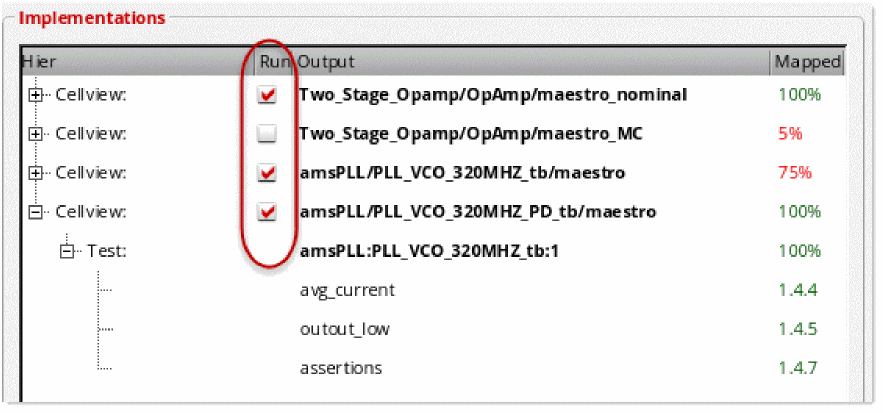 Implementations
Hier Run Output Mapped
Cellview: Two_Stage_Opamp/OpAmp/maestro_nominal 100%
Cellview: Two_Stage_Opamp/OpAmp/maestro_MC 5%
Cellview: amsPLL/PLL_VCO_320MHZ_tb/maestro 75%
Cellview: amsPLL/PLL_VCO_320MHZ_PD_tb/maestro 100%
Test: amsPLL:PLL_VCO_320MHZ_tb:1 100%
avg_current 1.4.4
outout_low 1.4.5
assertions 1.4.7